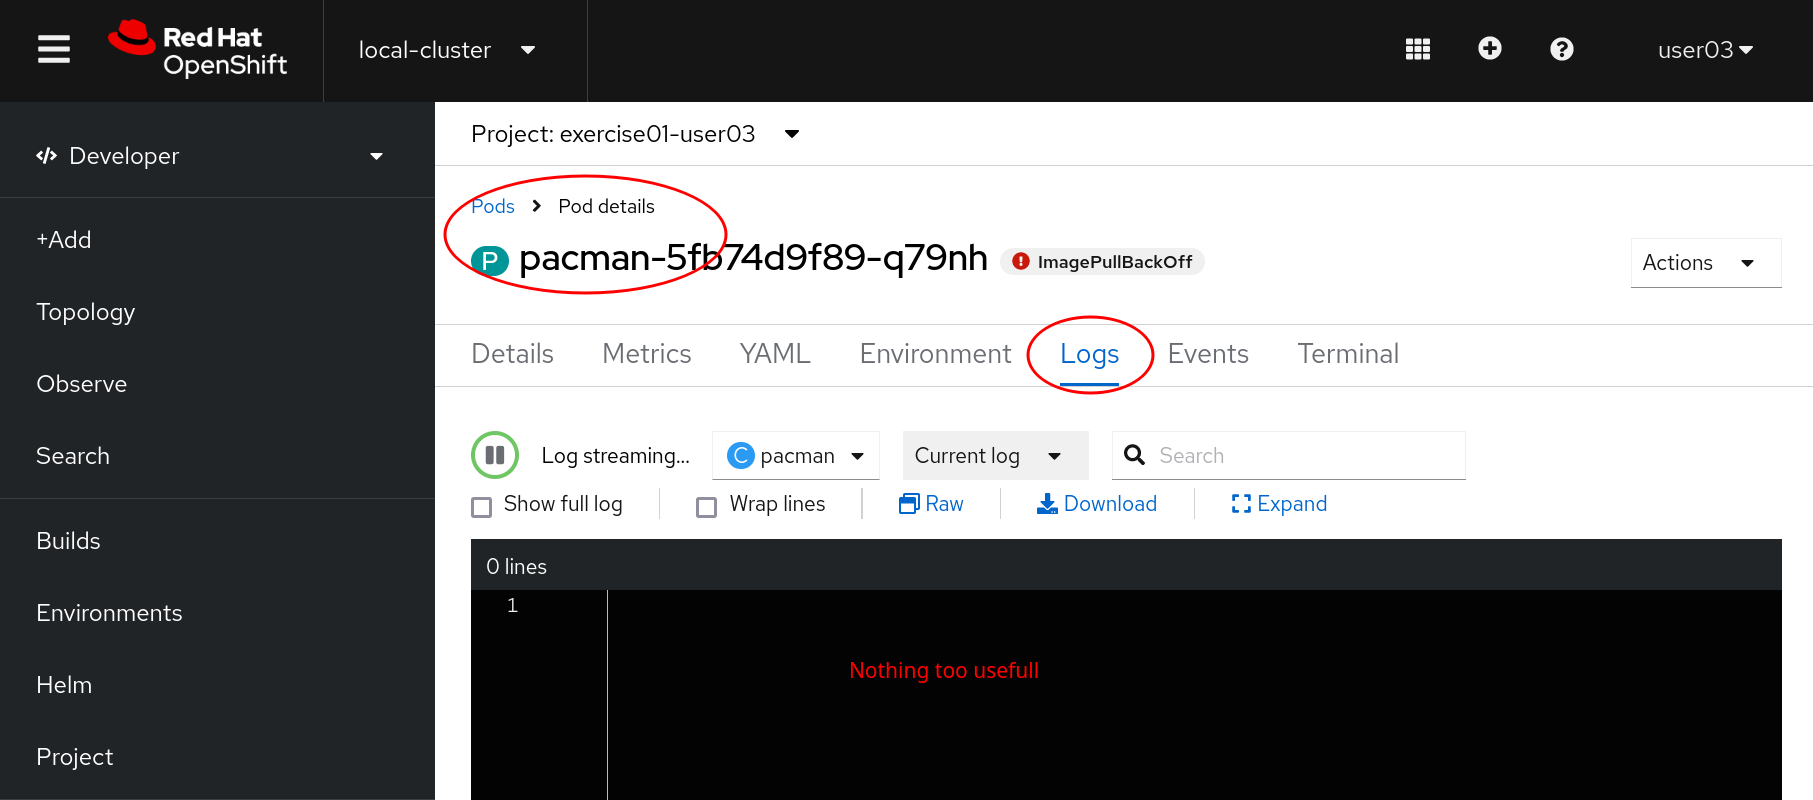 Red Hat
OpenShift
local-cluster
user03
Developer
+Add
Topology
Observe
Search
Builds
Environments
Helm
Project
Project: exercise01-user03
Pods > Pod details
P pacman-5fb74d9f89-q79nh ImagePullBackOff
Actions
Details Metrics YAML Environment Logs Events Terminal
Log streaming... C pacman Current log Search
Show full log Wrap lines Raw Download Expand
0 lines
1
Nothing too usefull